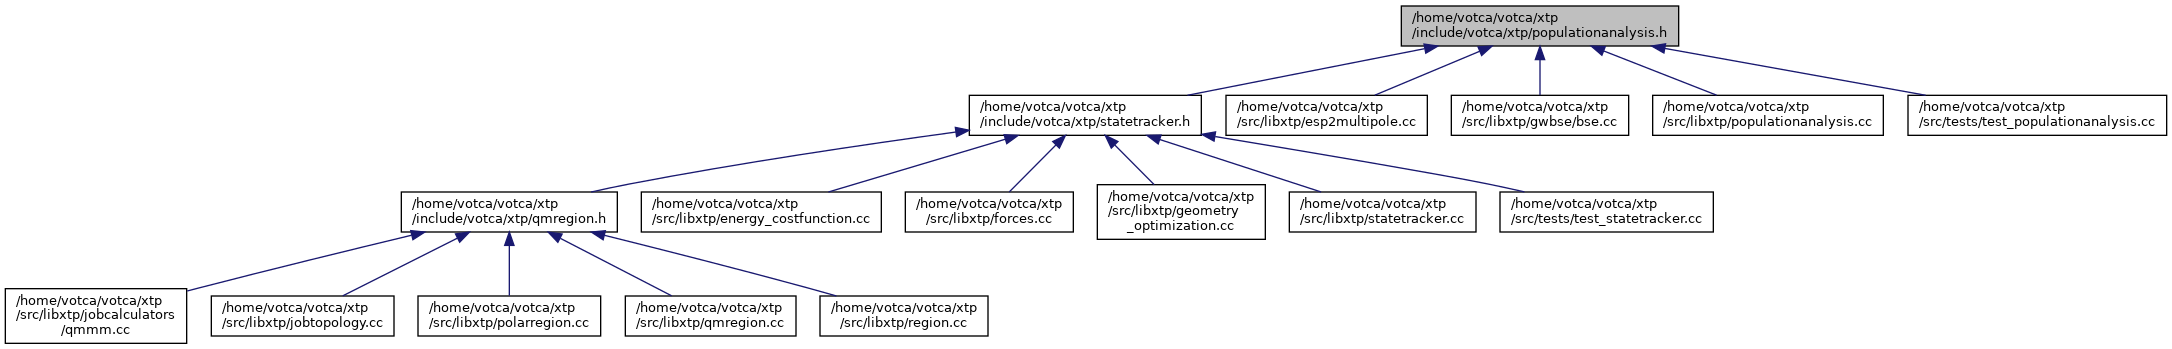 /home/votca/votca/xtp
/include/votca/xtp/populationanalysis.h
/home/votca/votca/xtp
/include/votca/xtp/statetracker.h
/home/votca/votca/xtp
/src/libxtp/esp2multipole.cc
/home/votca/votca/xtp
/src/libxtp/gwbse/bse.cc
/home/votca/votca/xtp
/src/libxtp/populationanalysis.cc
/home/votca/votca/xtp
/src/tests/test_populationanalysis.cc
/home/votca/votca/xtp
/include/votca/xtp/qmregion.h
/home/votca/votca/xtp
/src/libxtp/energy_costfunction.cc
/home/votca/votca/xtp
/src/libxtp/forces.cc
/home/votca/votca/xtp
/src/libxtp/geometry
_optimization.cc
/home/votca/votca/xtp
/src/libxtp/statetracker.cc
/home/votca/votca/xtp
/src/tests/test_statetracker.cc
/home/votca/votca/xtp
/src/libxtp/jobcalculators
/qmmm.cc
/home/votca/votca/xtp
/src/libxtp/jobtopology.cc
/home/votca/votca/xtp
/src/libxtp/polarregion.cc
/home/votca/votca/xtp
/src/libxtp/qmregion.cc
/home/votca/votca/xtp
/src/libxtp/region.cc